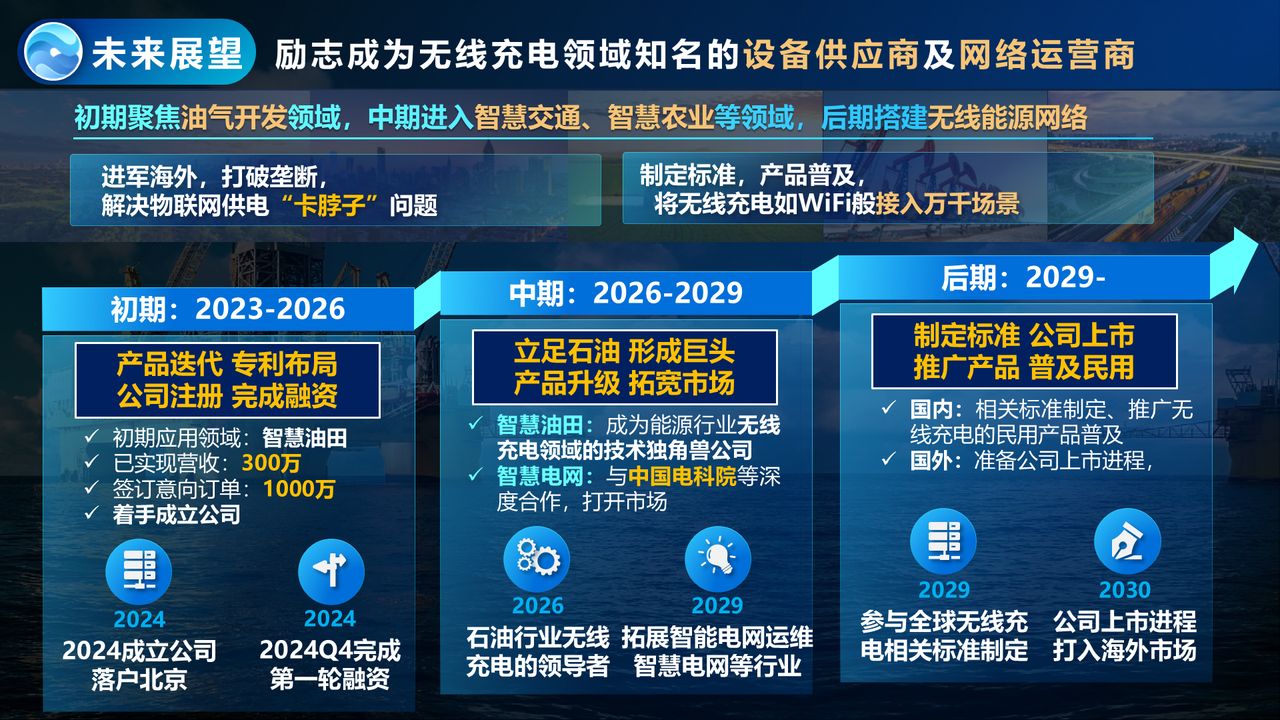 未来展望
励志成为无线充电领域知名的设备供应商及网络运营商
初期聚焦油气开发领域，中期进入智慧交通、智慧农业等领域，后期搭建无线能源网络
进军海外，打破垄断，
解决物联网供电“卡脖子”问题
制定标准，产品普及，
将无线充电如WiFi般接入万千场景
初期：2023-2026
产品迭代 专利布局
公司注册 完成融资
✓ 初期应用领域：智慧油田
✓ 已实现营收：300万
✓ 签订意向订单：1000万
✓ 着手成立公司
2024
2024成立公司
落户北京
2024
2024Q4完成
第一轮融资
中期：2026-2029
立足石油 形成巨头
产品升级 拓宽市场
✓ 智慧油田：成为能源行业无线
充电领域的技术独角兽公司
✓ 智慧电网：与中国电科院等深
度合作，打开市场
2026
石油行业无线
充电的领导者
2029
拓展智能电网运维
智慧电网等行业
后期：2029-
制定标准 公司上市
推广产品 普及民用
✓ 国内：相关标准制定、推广无
线充电的民用产品普及
✓ 国外：准备公司上市进程，
2029
参与全球无线充
电相关标准制定
2030
公司上市进程
打入海外市场